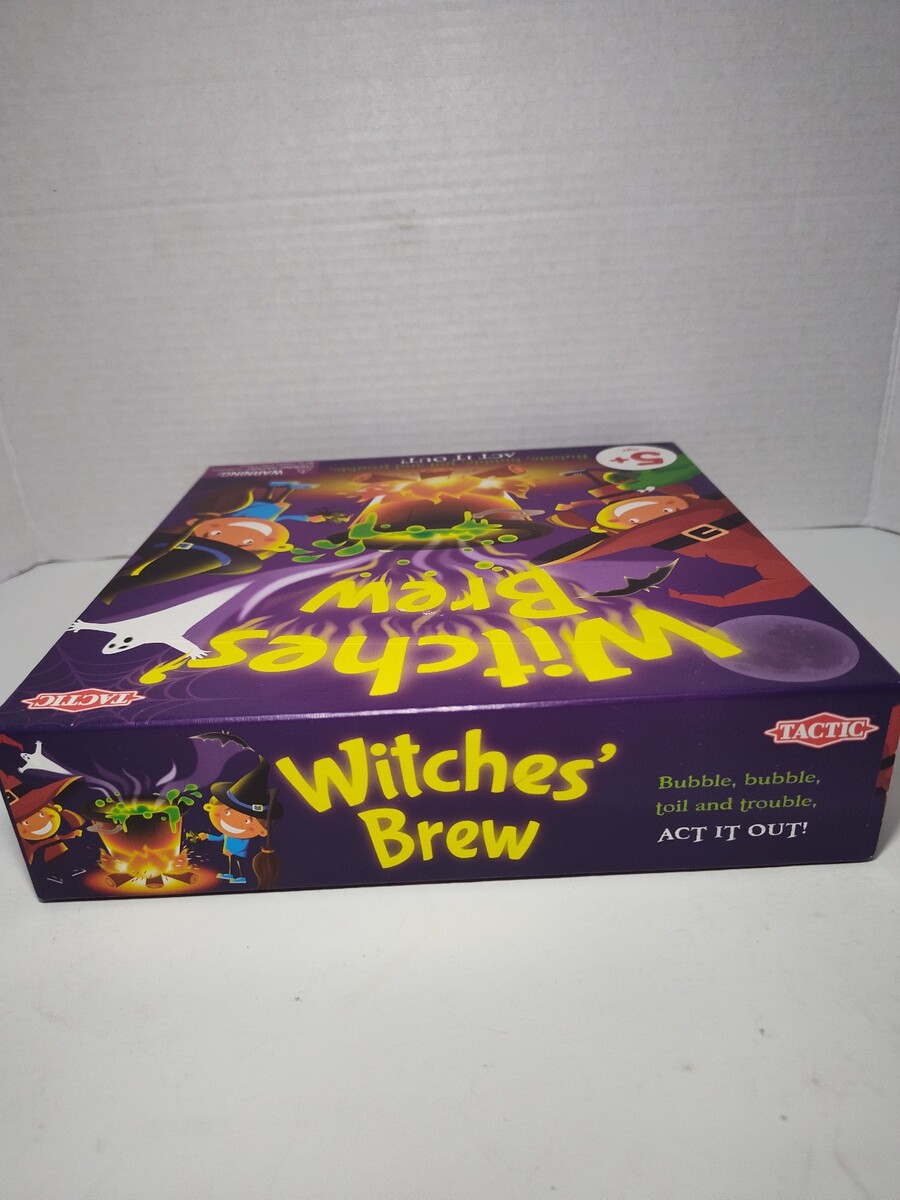 ACT IT OUT!
5+
WARNING:
Witches'
Brew
TACTIC
Witches'
Brew
TACTIC
Bubble, bubble,
toil and trouble,
ACT IT OUT!